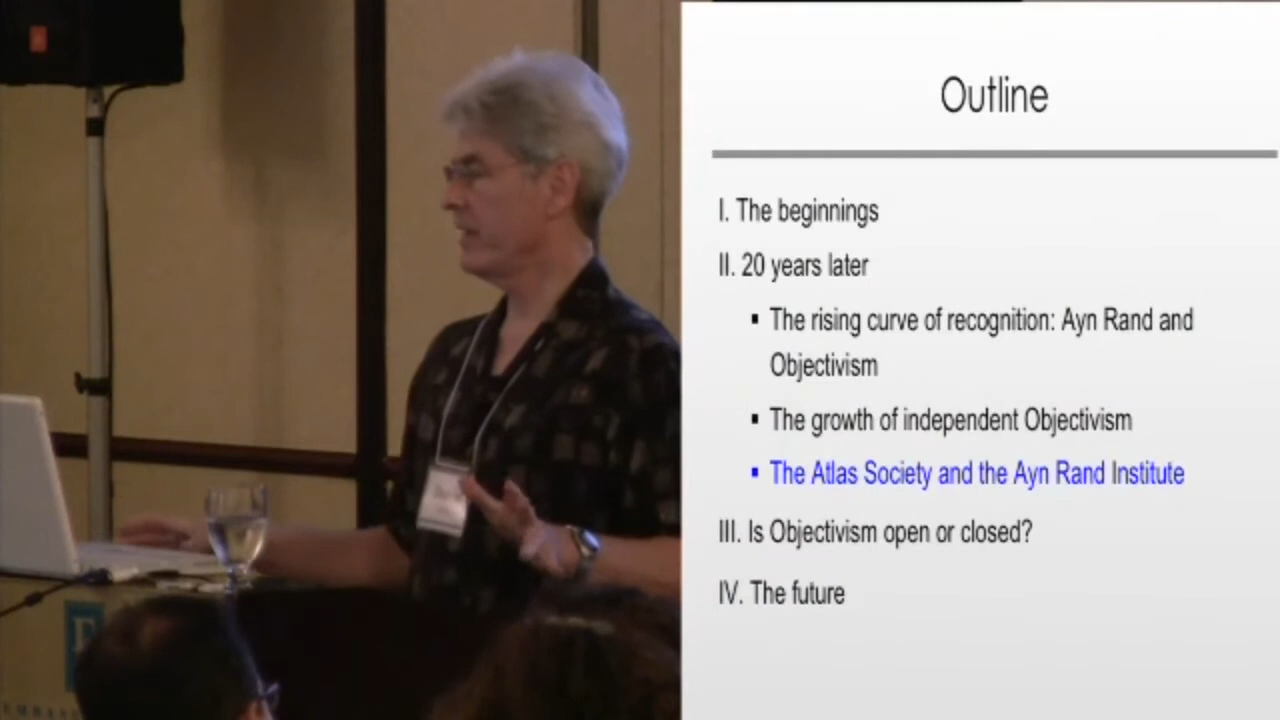 Outline
I. The beginnings
II. 20 years later
▪ The rising curve of recognition: Ayn Rand and
Objectivism
▪ The growth of independent Objectivism
▪ The Atlas Society and the Ayn Rand Institute
III. Is Objectivism open or closed?
IV. The future
E